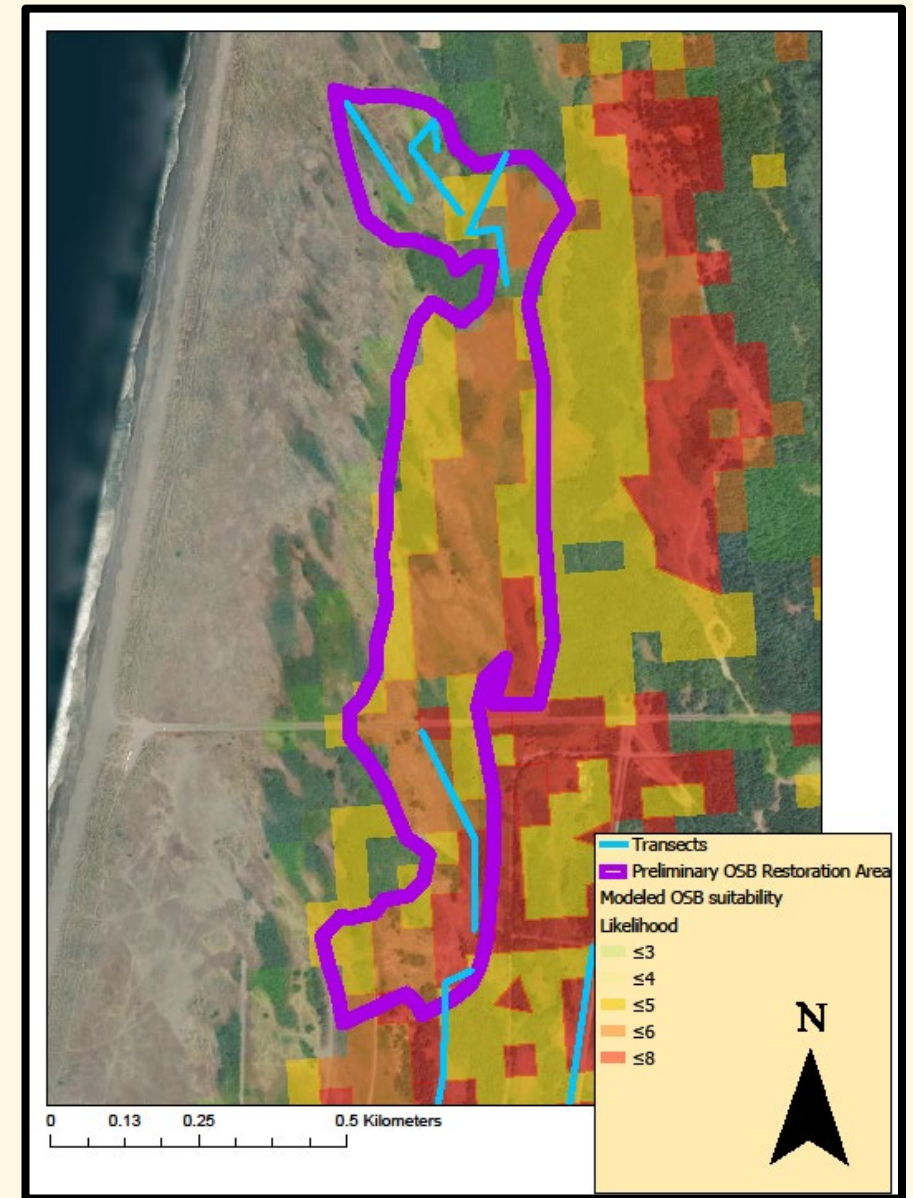 Transects
Preliminary OSB Restoration Area
Modeled OSB suitability
Likelihood
≤3
≤4
≤5
≤6
≤8
N
0 0.13 0.25 0.5 Kilometers